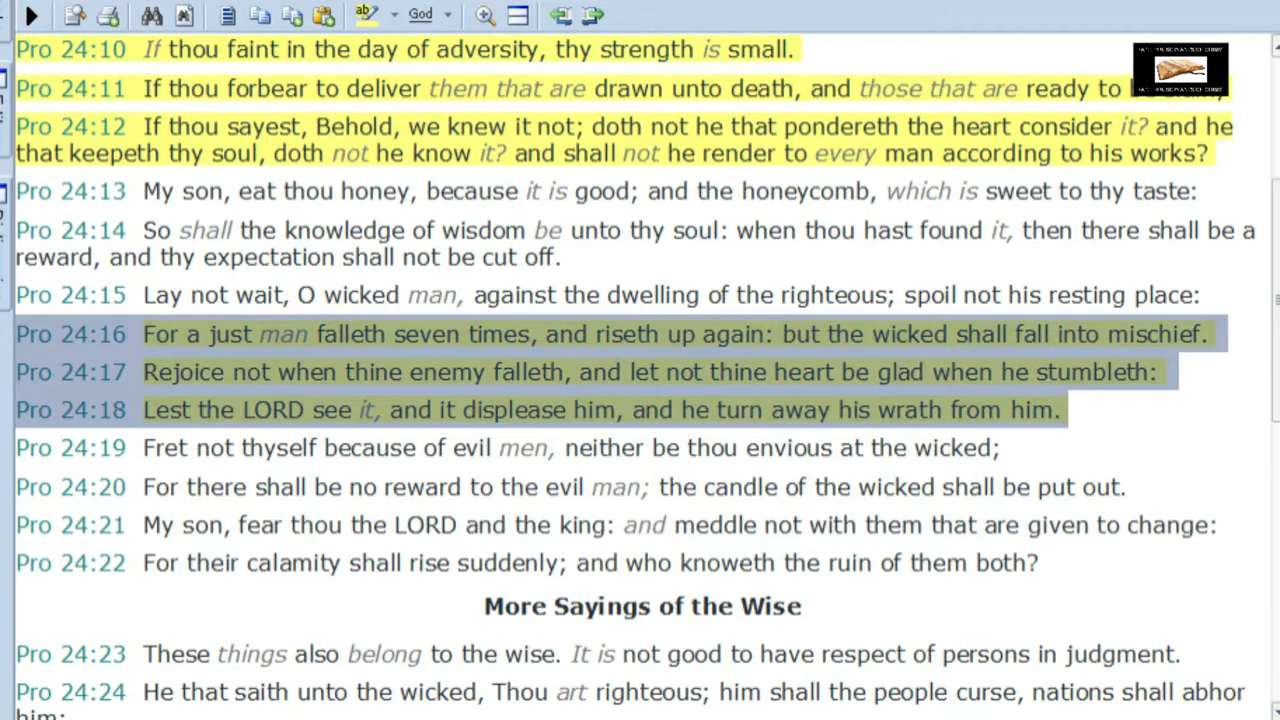 ab
God
Pro 24:10 If thou faint in the day of adversity, thy strength is small.
Pro 24:11 If thou forbear to deliver them that are drawn unto death, and those that are ready to
Pro 24:12 If thou sayest, Behold, we knew it not; doth not he that pondereth the heart consider it? and he
that keepeth thy soul, doth not he know it? and shall not he render to every man according to his works?
Pro 24:13 My son, eat thou honey, because it is good; and the honeycomb, which is sweet to thy taste:
Pro 24:14 So shall the knowledge of wisdom be unto thy soul: when thou hast found it, then there shall be a
reward, and thy expectation shall not be cut off.
Pro 24:15 Lay not wait, O wicked man, against the dwelling of the righteous; spoil not his resting place:
Pro 24:16 For a just man falleth seven times, and riseth up again: but the wicked shall fall into mischief.
Pro 24:17 Rejoice not when thine enemy falleth, and let not thine heart be glad when he stumbleth:
Pro 24:18 Lest the LORD see it, and it displease him, and he turn away his wrath from him.
Pro 24:19 Fret not thyself because of evil men, neither be thou envious at the wicked;
Pro 24:20 For there shall be no reward to the evil man; the candle of the wicked shall be put out.
Pro 24:21 My son, fear thou the LORD and the king: and meddle not with them that are given to change:
Pro 24:22 For their calamity shall rise suddenly; and who knoweth the ruin of them both?
More Sayings of the Wise
Pro 24:23 These things also belong to the wise. It is not good to have respect of persons in judgment.
Pro 24:24 He that saith unto the wicked, Thou art righteous; him shall the people curse, nations shall abhor
him: